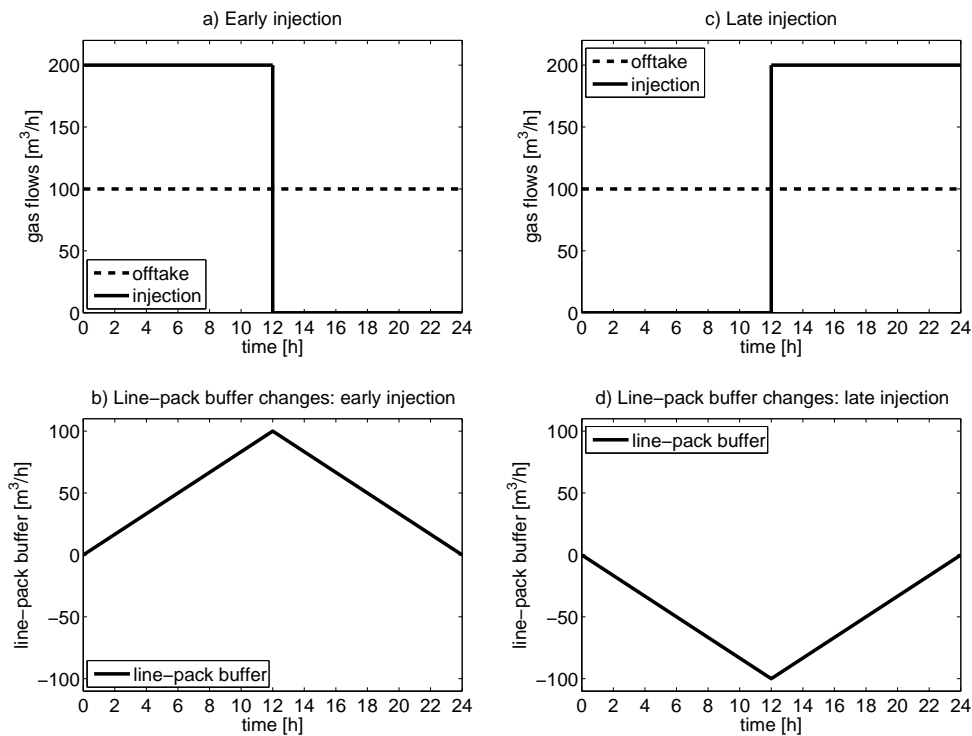 a) Early injection
gas flows [m³/h]
200
150
100
50
0
offtake
injection
0 2 4 6 8 10 12 14 16 18 20 22 24
time [h]
c) Late injection
gas flows [m³/h]
200
150
100
50
0
offtake
injection
0 2 4 6 8 10 12 14 16 18 20 22 24
time [h]
b) Line−pack buffer changes: early injection
line−pack buffer [m³/h]
100
50
0
−50
−100
line−pack buffer
0 2 4 6 8 10 12 14 16 18 20 22 24
time [h]
d) Line−pack buffer changes: late injection
line−pack buffer [m³/h]
100
50
0
−50
−100
line−pack buffer
0 2 4 6 8 10 12 14 16 18 20 22 24
time [h]